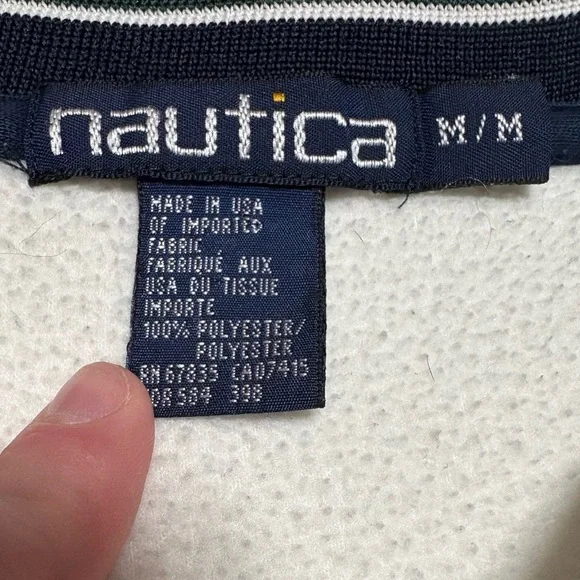 nautica M/M
MADE IN USA
OF IMPORTED
FABRIC
FABRIQUÉ AUX
USA DU TISSUE
IMPORTE
100% POLYESTER/
POLYESTER
RN 67835 CA07415
584 398